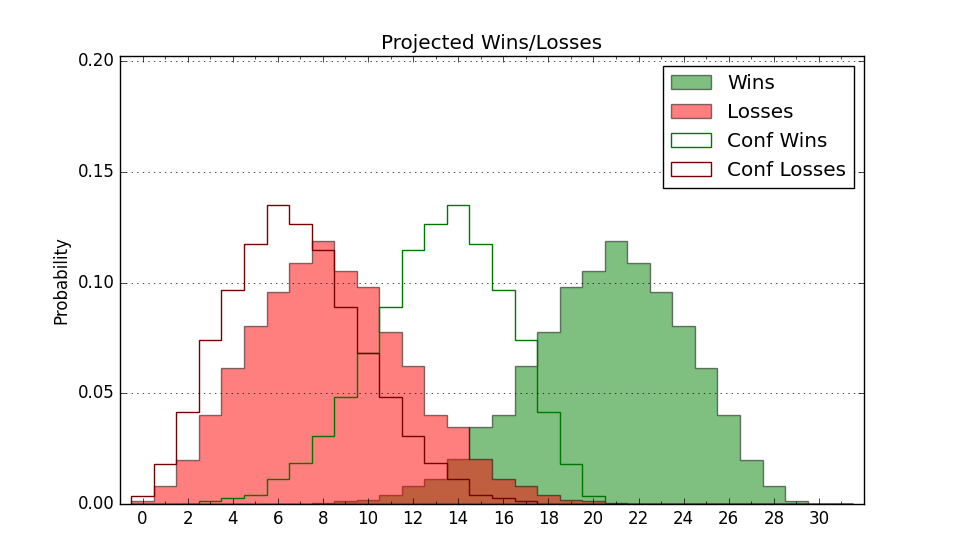 Projected Wins/Losses
0.20
0.15
0.10
0.05
0.00
Probability
Wins
Losses
Conf Wins
Conf Losses
0 2 4 6 8 10 12 14 16 18 20 22 24 26 28 30